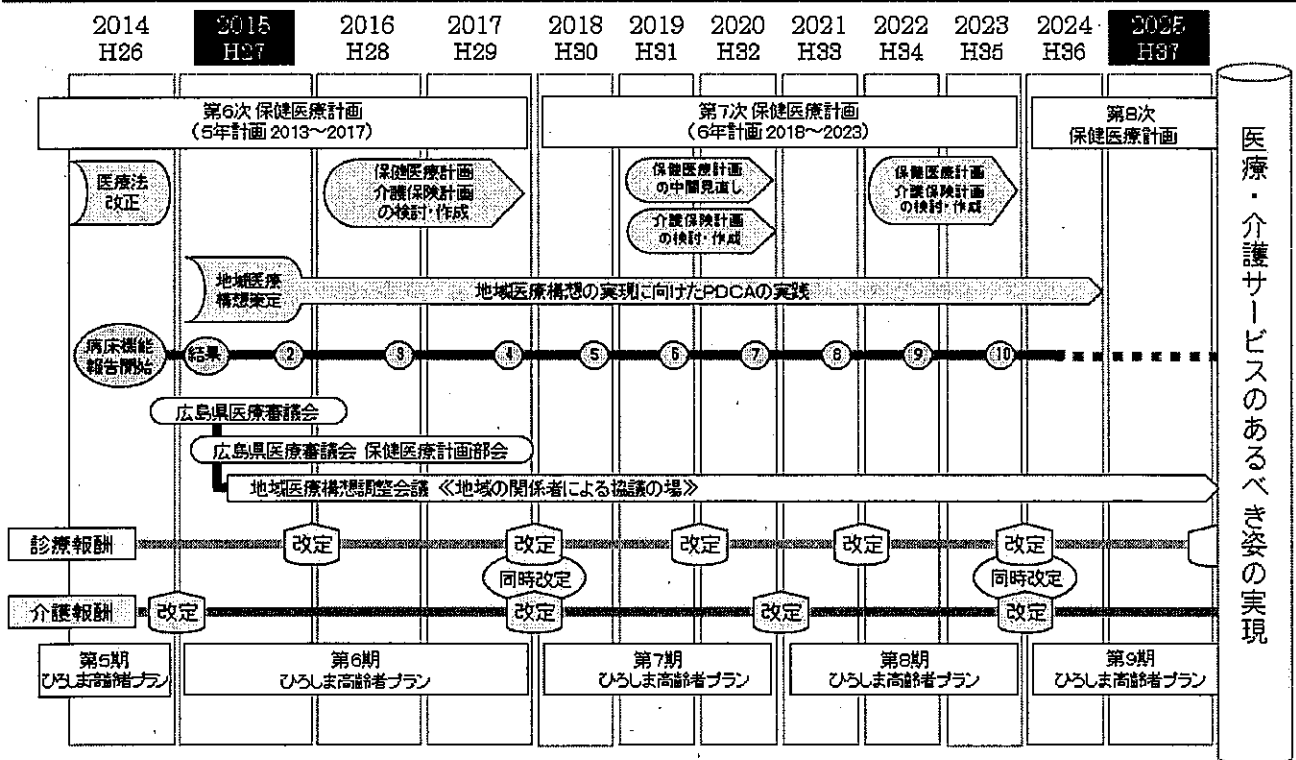 2014 2015 2016 2017 2018 2019 2020 2021 2022 2023 2024 2025
H26 H27 H28 H29 H30 H31 H32 H33 H34 H35 H36 H37
第6次 保健医療計画
(5年計画 2013～2017)
第7次 保健医療計画
(6年計画 2018～2023)
第8次
保健医療計画
医療法
改正
保健医療計画
介護保険計画
の検討・作成
保健医療計画
の中間見直し
介護保険計画
の検討・作成
保健医療計画
介護保険計画
の検討・作成
地域医療
構想策定
地域医療構想の実現に向けたPDCAの実践
病床機能
報告開始
結果 ② ③ ④ ⑤ ⑥ ⑦ ⑧ ⑨ ⑩
広島県医療審議会
広島県医療審議会 保健医療計画部会
地域医療構想調整会議 ≪地域の関係者による協議の場≫
診療報酬 改定 改定 改定 改定 改定
同時改定 同時改定
介護報酬 改定 改定 改定 改定
第5期
ひろしま高齢者プラン
第6期
ひろしま高齢者プラン
第7期
ひろしま高齢者プラン
第8期
ひろしま高齢者プラン
第9期
ひろしま高齢者プラン
医療・介護サービスのあるべき姿の実現